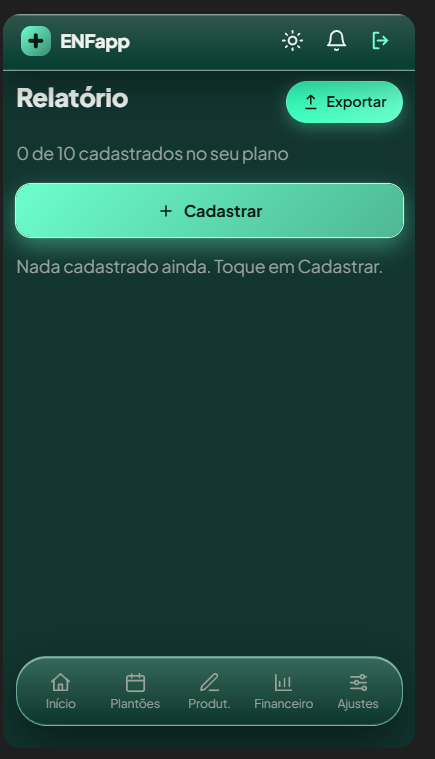 ENFapp
Relatório
Exportar
0 de 10 cadastrados no seu plano
Cadastrar
Nada cadastrado ainda. Toque em Cadastrar.
Início
Plantões
Produt.
Financeiro
Ajustes